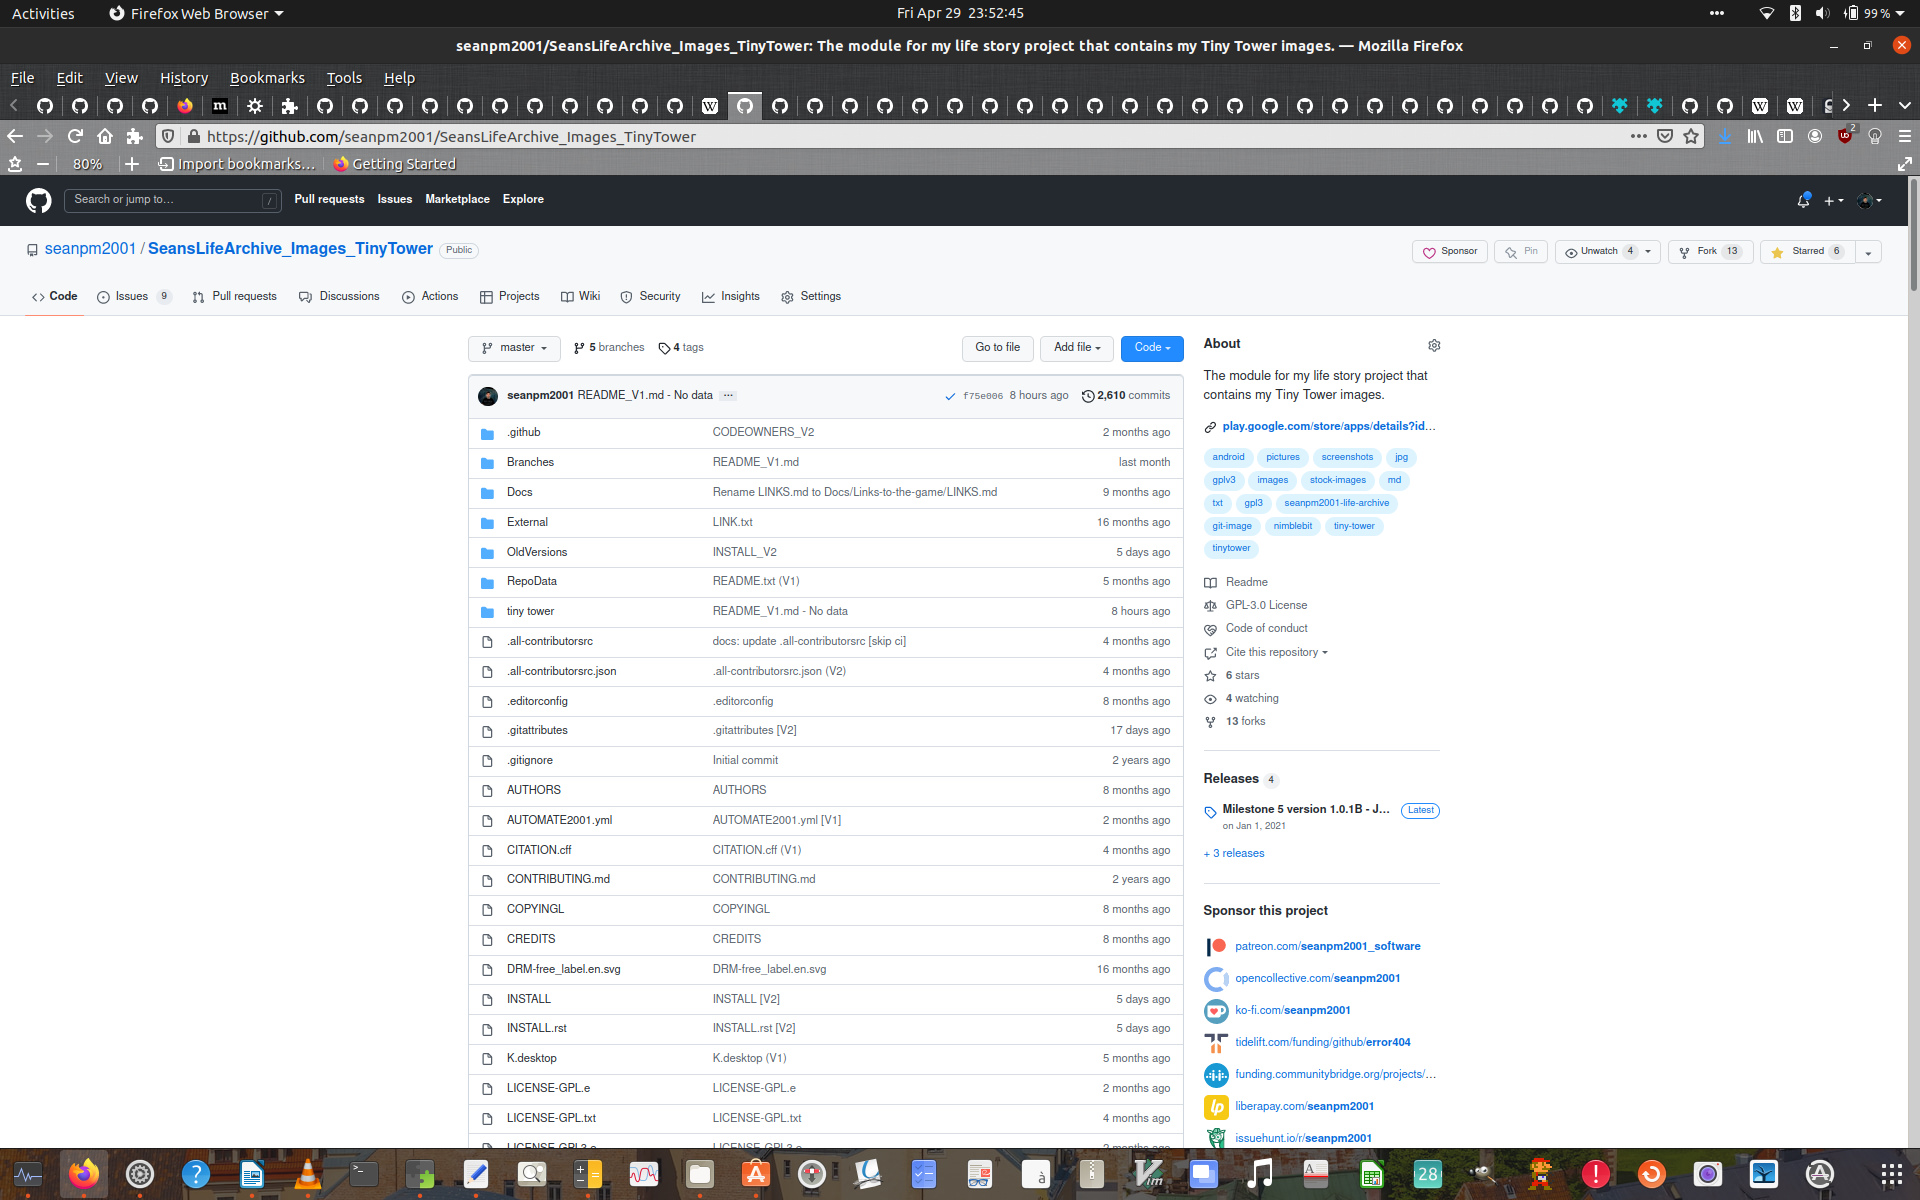 Activities Firefox Web Browser Fri Apr 29 23:52:45 99 %
seanpm2001/SeansLifeArchive_Images_TinyTower: The module for my life story project that contains my Tiny Tower images. — Mozilla Firefox
File Edit View History Bookmarks Tools Help
https://github.com/seanpm2001/SeansLifeArchive_Images_TinyTower 2
80% Import bookmarks... Getting Started
Search or jump to... / Pull requests Issues Marketplace Explore
seanpm2001 / SeansLifeArchive_Images_TinyTower Public Sponsor Pin Unwatch 4 Fork 13 Starred 6
Code Issues 9 Pull requests Discussions Actions Projects Wiki Security Insights Settings
master 5 branches 4 tags Go to file Add file Code
seanpm2001 README_V1.md - No data f75e006 8 hours ago 2,610 commits
.github CODEOWNERS_V2 2 months ago
Branches README_V1.md last month
Docs Rename LINKS.md to Docs/Links-to-the-game/LINKS.md 9 months ago
External LINK.txt 16 months ago
OldVersions INSTALL_V2 5 days ago
RepoData README.txt (V1) 5 months ago
tiny tower README_V1.md - No data 8 hours ago
.all-contributorsrc docs: update .all-contributorsrc [skip ci] 4 months ago
.all-contributorsrc.json .all-contributorsrc.json (V2) 4 months ago
.editorconfig .editorconfig 8 months ago
.gitattributes .gitattributes [V2] 17 days ago
.gitignore Initial commit 2 years ago
AUTHORS AUTHORS 8 months ago
AUTOMATE2001.yml AUTOMATE2001.yml [V1] 2 months ago
CITATION.cff CITATION.cff (V1) 4 months ago
CONTRIBUTING.md CONTRIBUTING.md 2 years ago
COPYINGL COPYINGL 8 months ago
CREDITS CREDITS 8 months ago
DRM-free_label.en.svg DRM-free_label.en.svg 16 months ago
INSTALL INSTALL [V2] 5 days ago
INSTALL.rst INSTALL.rst [V2] 5 days ago
K.desktop K.desktop (V1) 5 months ago
LICENSE-GPL.e LICENSE-GPL.e 2 months ago
LICENSE-GPL.txt LICENSE-GPL.txt 4 months ago
LICENSE-GPL3.e LICENSE-GPL3.e 2 months ago
About
The module for my life story project that
contains my Tiny Tower images.
play.google.com/store/apps/details?id...
android pictures screenshots jpg
gplv3 images stock-images md
txt gpl3 seanpm2001-life-archive
git-image nimblebit tiny-tower
tinytower
Readme
GPL-3.0 License
Code of conduct
Cite this repository
6 stars
4 watching
13 forks
Releases 4
Milestone 5 version 1.0.1B - J... Latest
on Jan 1, 2021
+ 3 releases
Sponsor this project
patreon.com/seanpm2001_software
opencollective.com/seanpm2001
ko-fi.com/seanpm2001
tidelift.com/funding/github/error404
funding.communitybridge.org/projects/...
liberapay.com/seanpm2001
issuehunt.io/r/seanpm2001
28